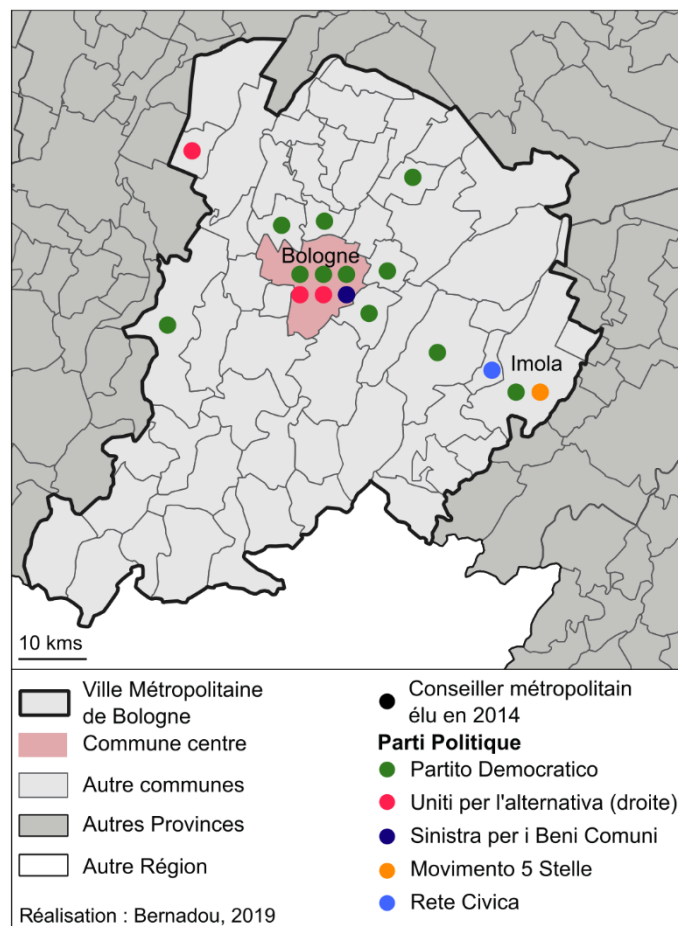 Bologne
Imola
10 kms
Ville Métropolitaine
de Bologne
Commune centre
Autre communes
Autres Provinces
Autre Région
Réalisation : Bernadou, 2019
Conseiller métropolitain
élu en 2014
Parti Politique
Partito Democratico
Uniti per l'alternativa (droite)
Sinistra per i Beni Comuni
Movimento 5 Stelle
Rete Civica